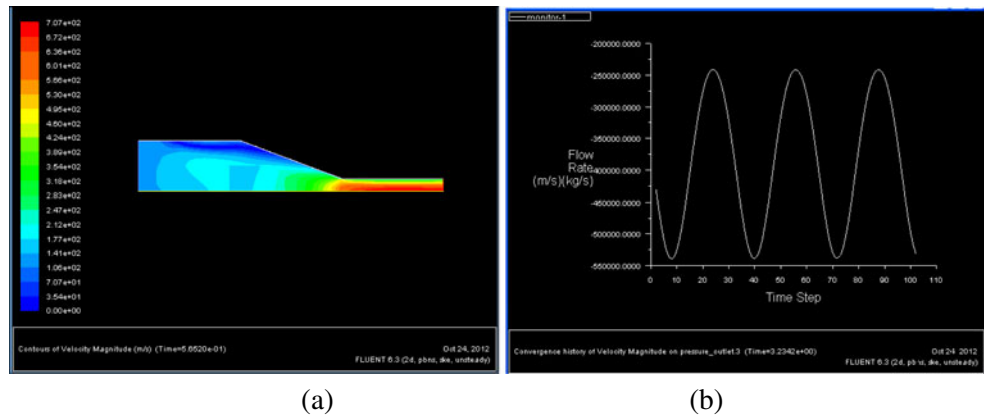 7.07e+02
6.72e+02
6.36e+02
6.01e+02
5.66e+02
5.30e+02
4.95e+02
4.60e+02
4.24e+02
3.89e+02
3.54e+02
3.18e+02
2.83e+02
2.47e+02
2.12e+02
1.77e+02
1.41e+02
1.06e+02
7.07e+01
3.54e+01
0.00e+00
Contours of Velocity Magnitude (m/s) (Time=5.6520e-01)
Oct 24, 2012
FLUENT 6.3 (2d, pbns, ske, unsteady)
(a)
monitor-1
-200000.0000
-250000.0000
-300000.0000
-350000.0000
-400000.0000
-450000.0000
-500000.0000
-550000.0000
Flow
Rate
(m/s)(kg/s)
0 10 20 30 40 50 60 70 80 90 100 110
Time Step
Convergence history of Velocity Magnitude on pressure_outlet.3 (Time=3.2342e+00)
Oct 24, 2012
FLUENT 6.3 (2d, pbns, ske, unsteady)
(b)